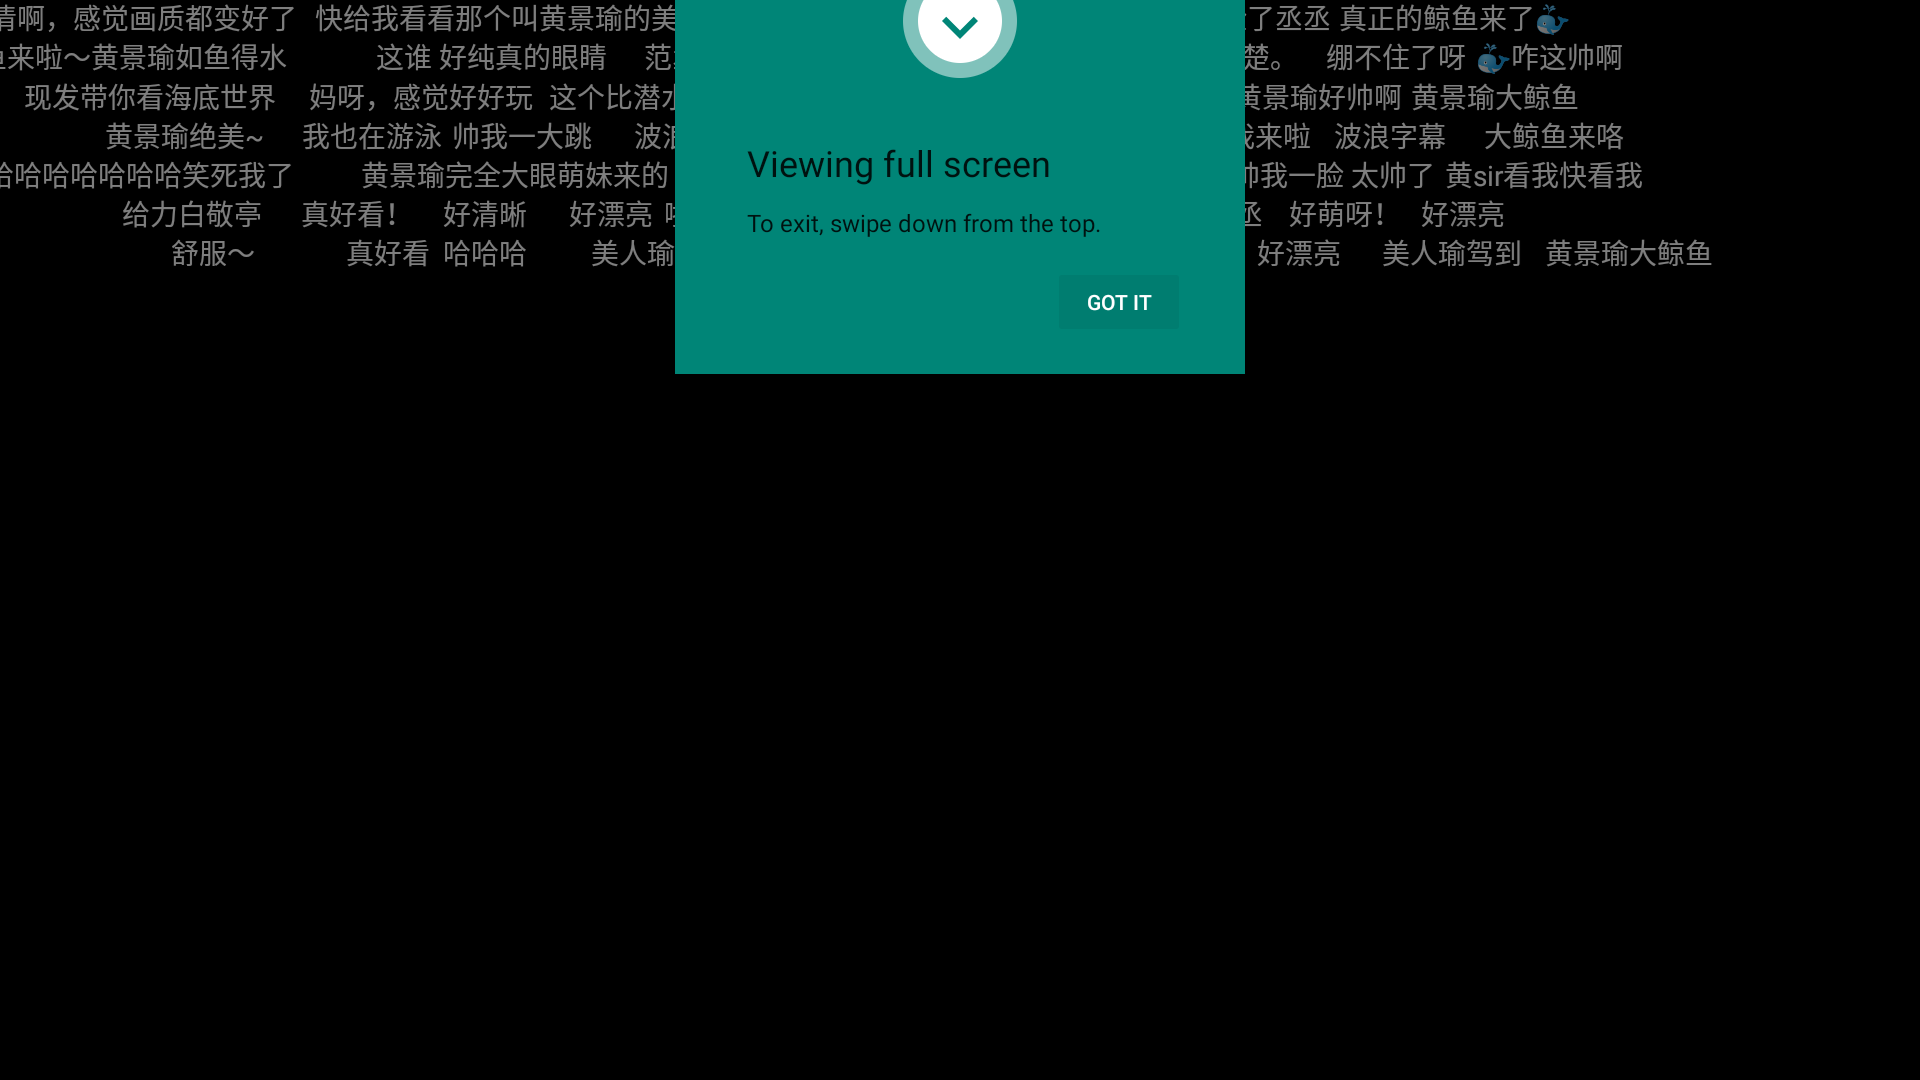 啊，感觉画质都变好了 快给我看看那个叫黄景瑜的美 了丞丞 真正的鲸鱼来了🐳
来啦～黄景瑜如鱼得水 这谁 好纯真的眼睛 范 楚。 绷不住了呀 🐳咋这帅啊
现发带你看海底世界 妈呀，感觉好好玩 这个比潜水 黄景瑜好帅啊 黄景瑜大鲸鱼
黄景瑜绝美~ 我也在游泳 帅我一大跳 波浪 我来啦 波浪字幕 大鲸鱼来咯
哈哈哈哈哈哈哈笑死我了 黄景瑜完全大眼萌妹来的 帅我一脸 太帅了 黄sir看我快看我
给力白敬亭 真好看！ 好清晰 好漂亮 丞 好萌呀！ 好漂亮
舒服～ 真好看 哈哈哈 美人瑜 好漂亮 美人瑜驾到 黄景瑜大鲸鱼
Viewing full screen
To exit, swipe down from the top.
GOT IT